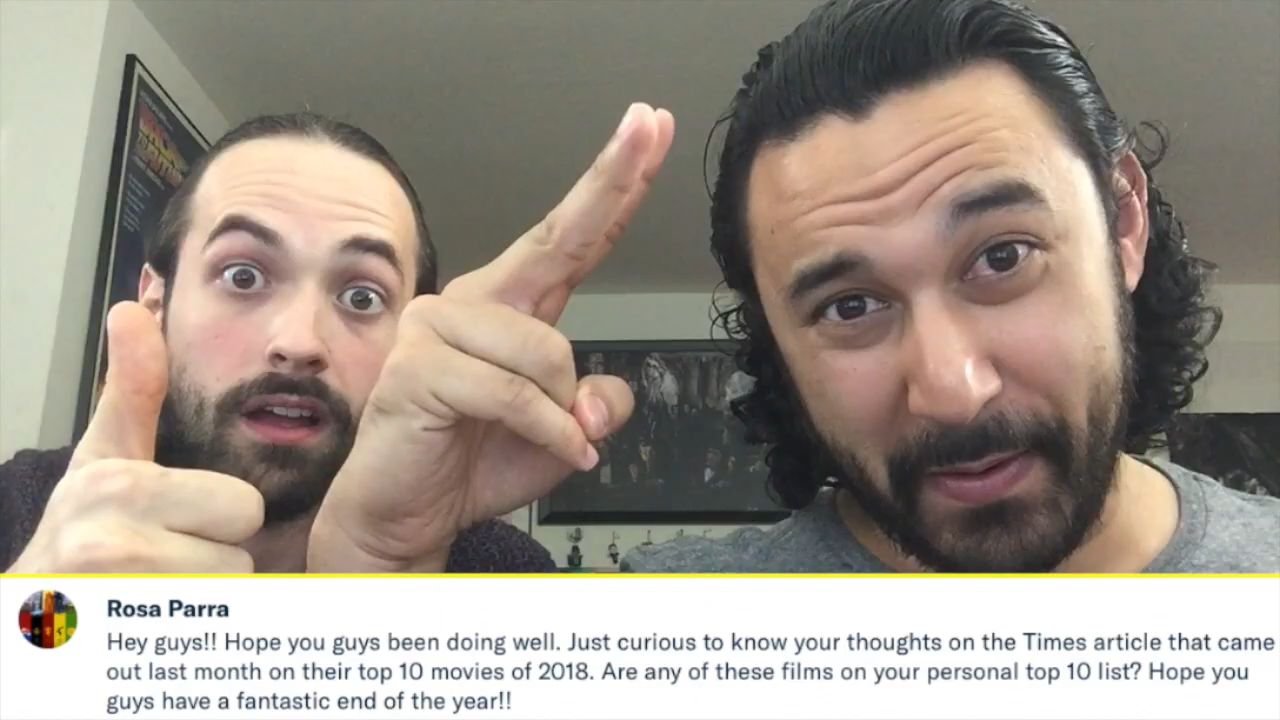 Rosa Parra
Hey guys!! Hope you guys been doing well. Just curious to know your thoughts on the Times article that came
out last month on their top 10 movies of 2018. Are any of these films on your personal top 10 list? Hope you
guys have a fantastic end of the year!!